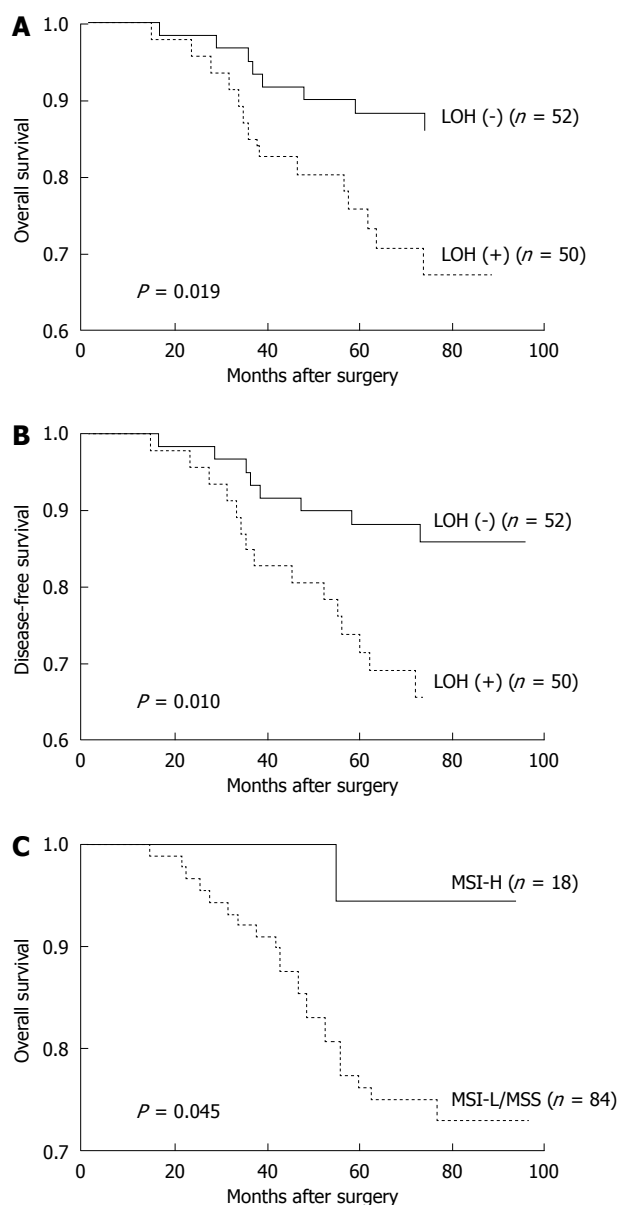 A
Overall survival
1.0
0.9
0.8
0.7
0.6
LOH (-) (n = 52)
LOH (+) (n = 50)
P = 0.019
0 20 40 60 80 100
Months after surgery
B
Disease-free survival
1.0
0.9
0.8
0.7
0.6
LOH (-) (n = 52)
LOH (+) (n = 50)
P = 0.010
0 20 40 60 80 100
Months after surgery
C
Overall survival
1.0
0.9
0.8
0.7
MSI-H (n = 18)
MSI-L/MSS (n = 84)
P = 0.045
0 20 40 60 80 100
Months after surgery